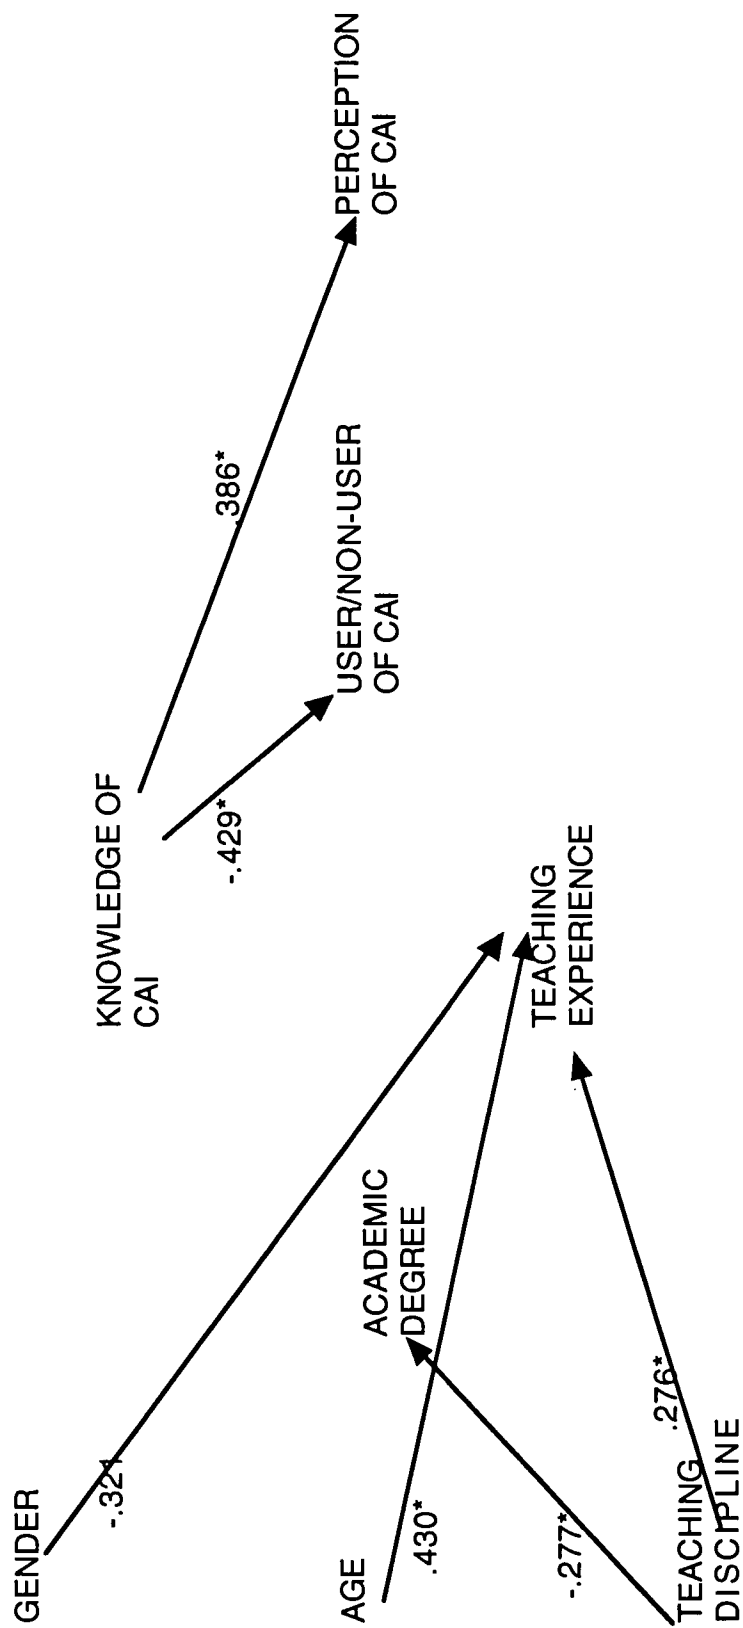 GENDER
-.321
KNOWLEDGE OF
CAI
-.429*
.386*
AGE
USER/NON-USER
OF CAI
PERCEPTION
OF CAI
ACADEMIC
DEGREE
.430*
TEACHING
EXPERIENCE
-.277*
.276*
TEACHING
DISCIPLINE